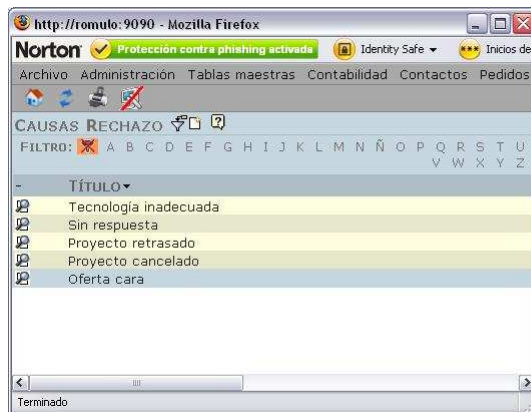 http://romulo:9090 - Mozilla Firefox
Norton Protección contra phishing activada Identity Safe Inicios de
Archivo Administración Tablas maestras Contabilidad Contactos Pedidos
CAUSAS RECHAZO
FILTRO: A B C D E F G H I J K L M N Ñ O P Q R S T U
V W X Y Z
- TÍTULO
Tecnología inadecuada
Sin respuesta
Proyecto retrasado
Proyecto cancelado
Oferta cara
Terminado